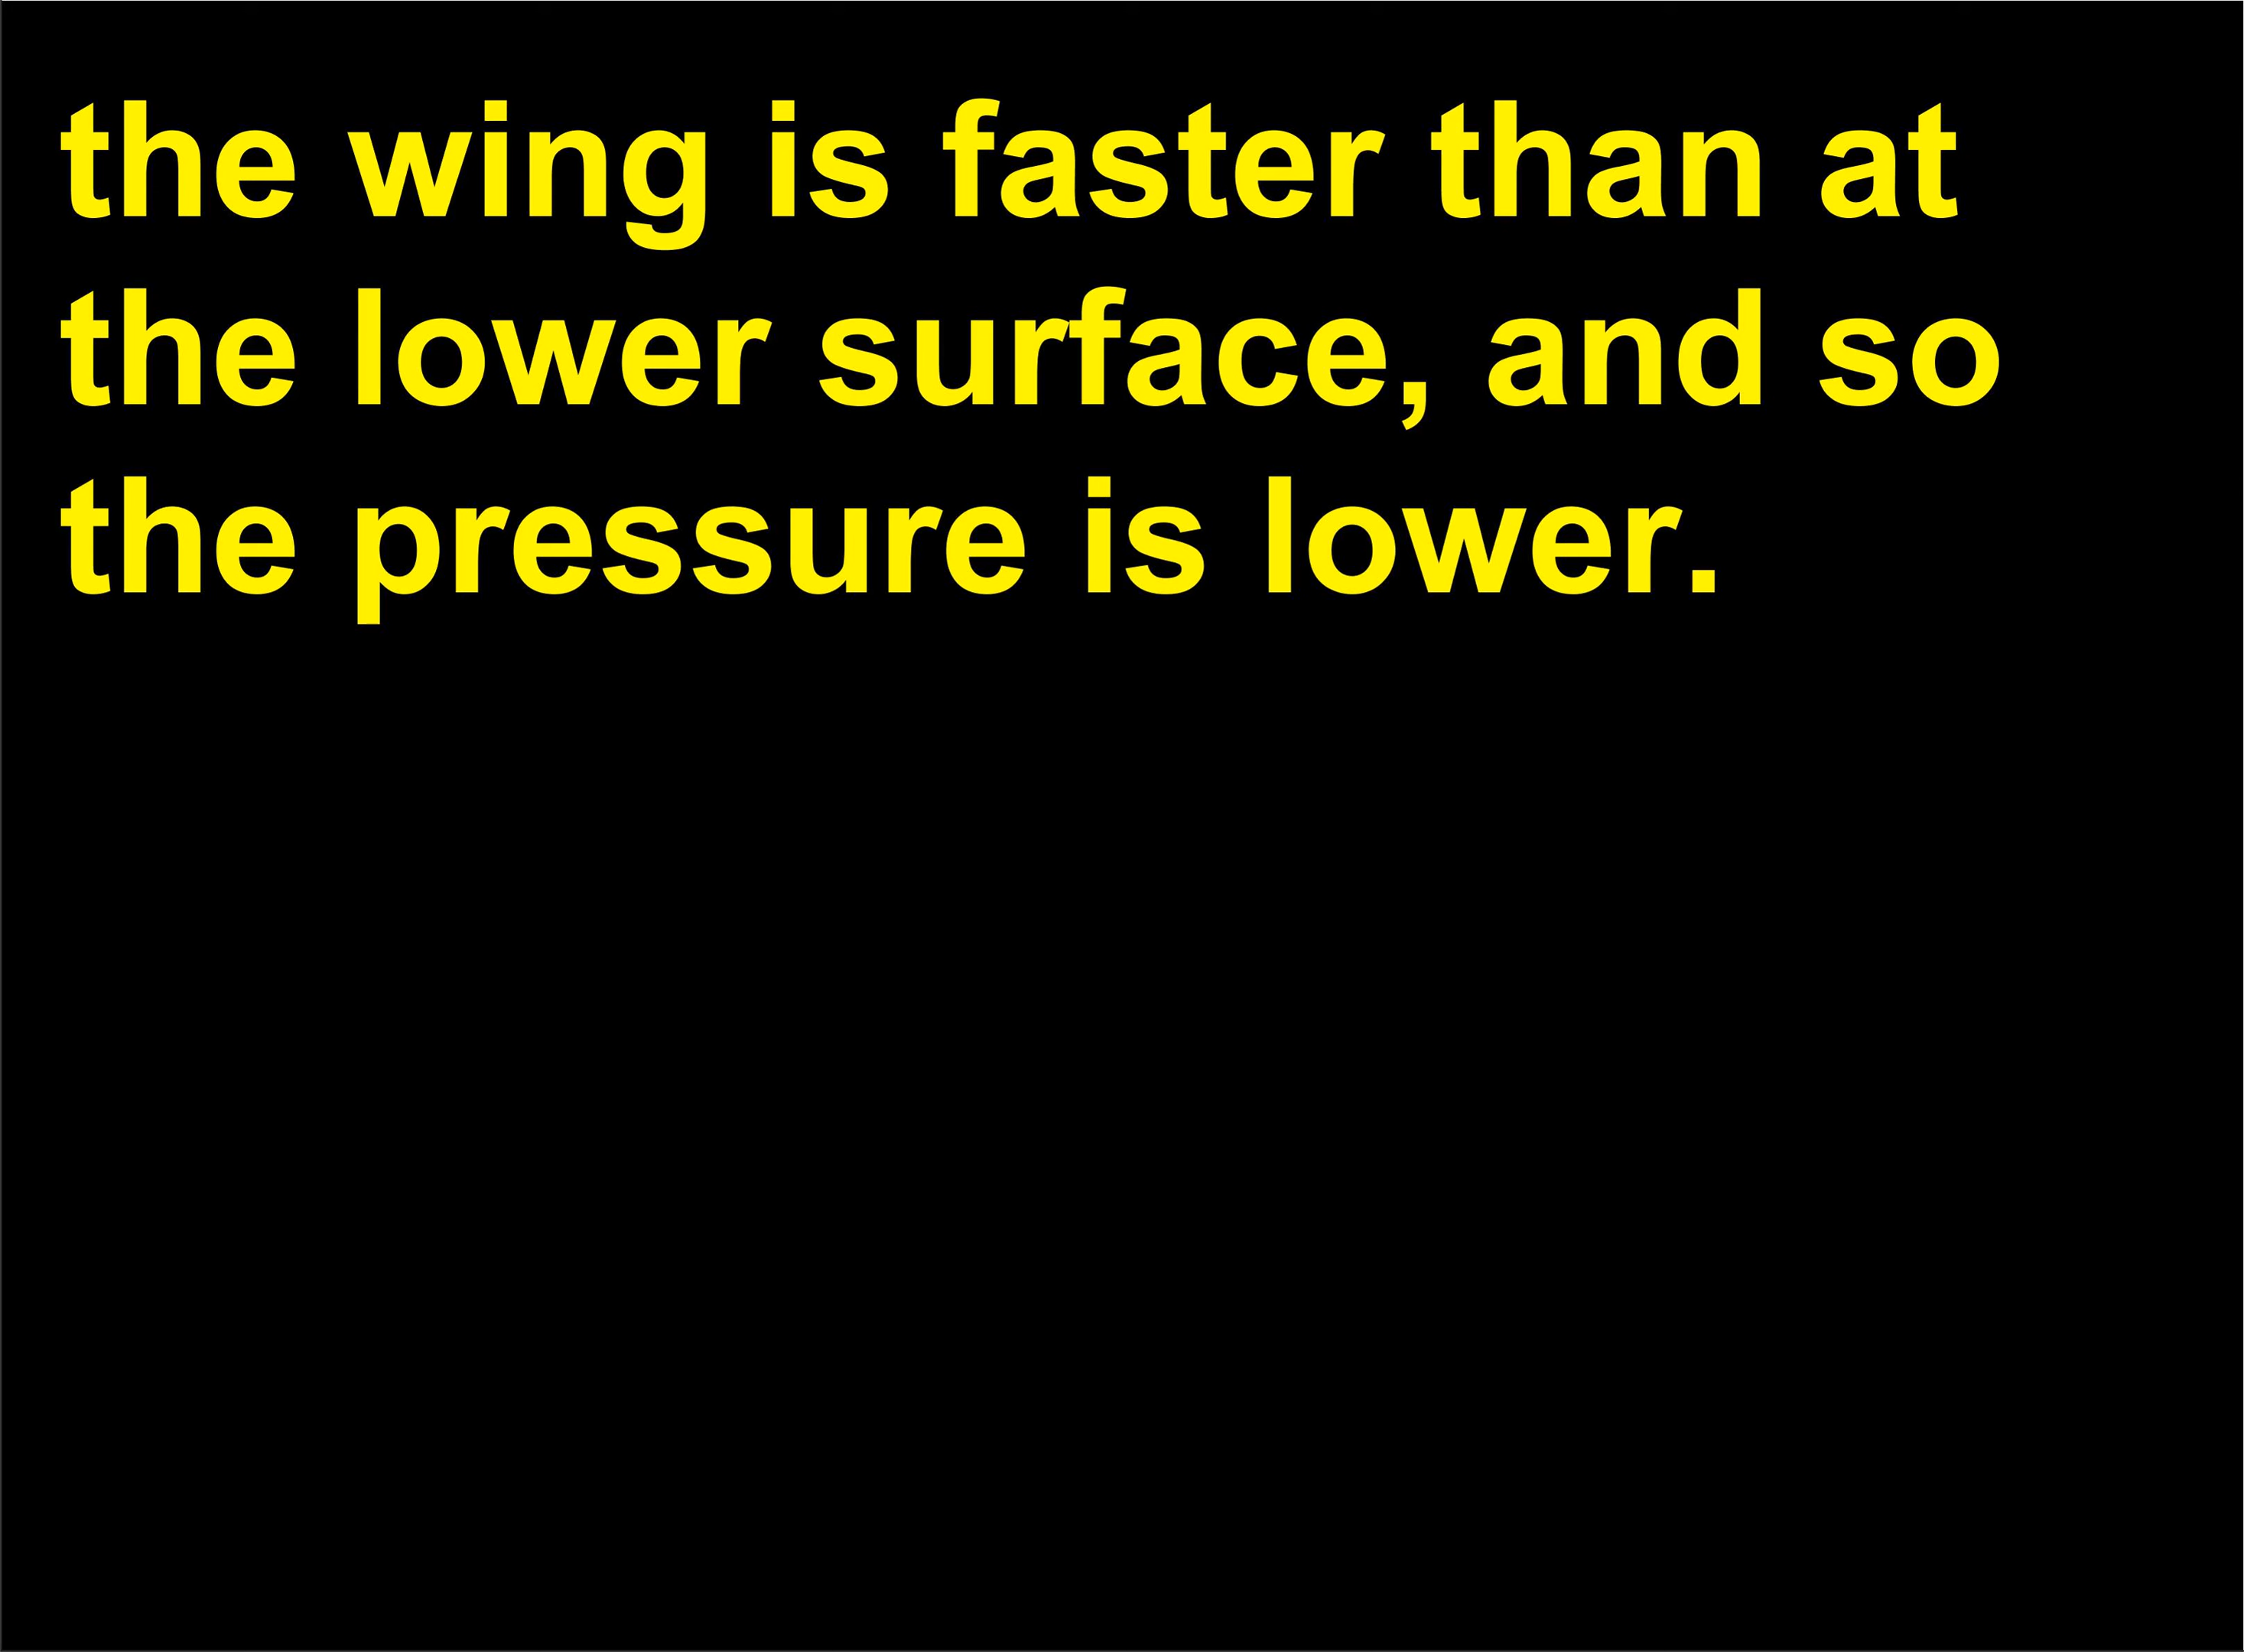 the wing is faster than at
the lower surface, and so
the pressure is lower.